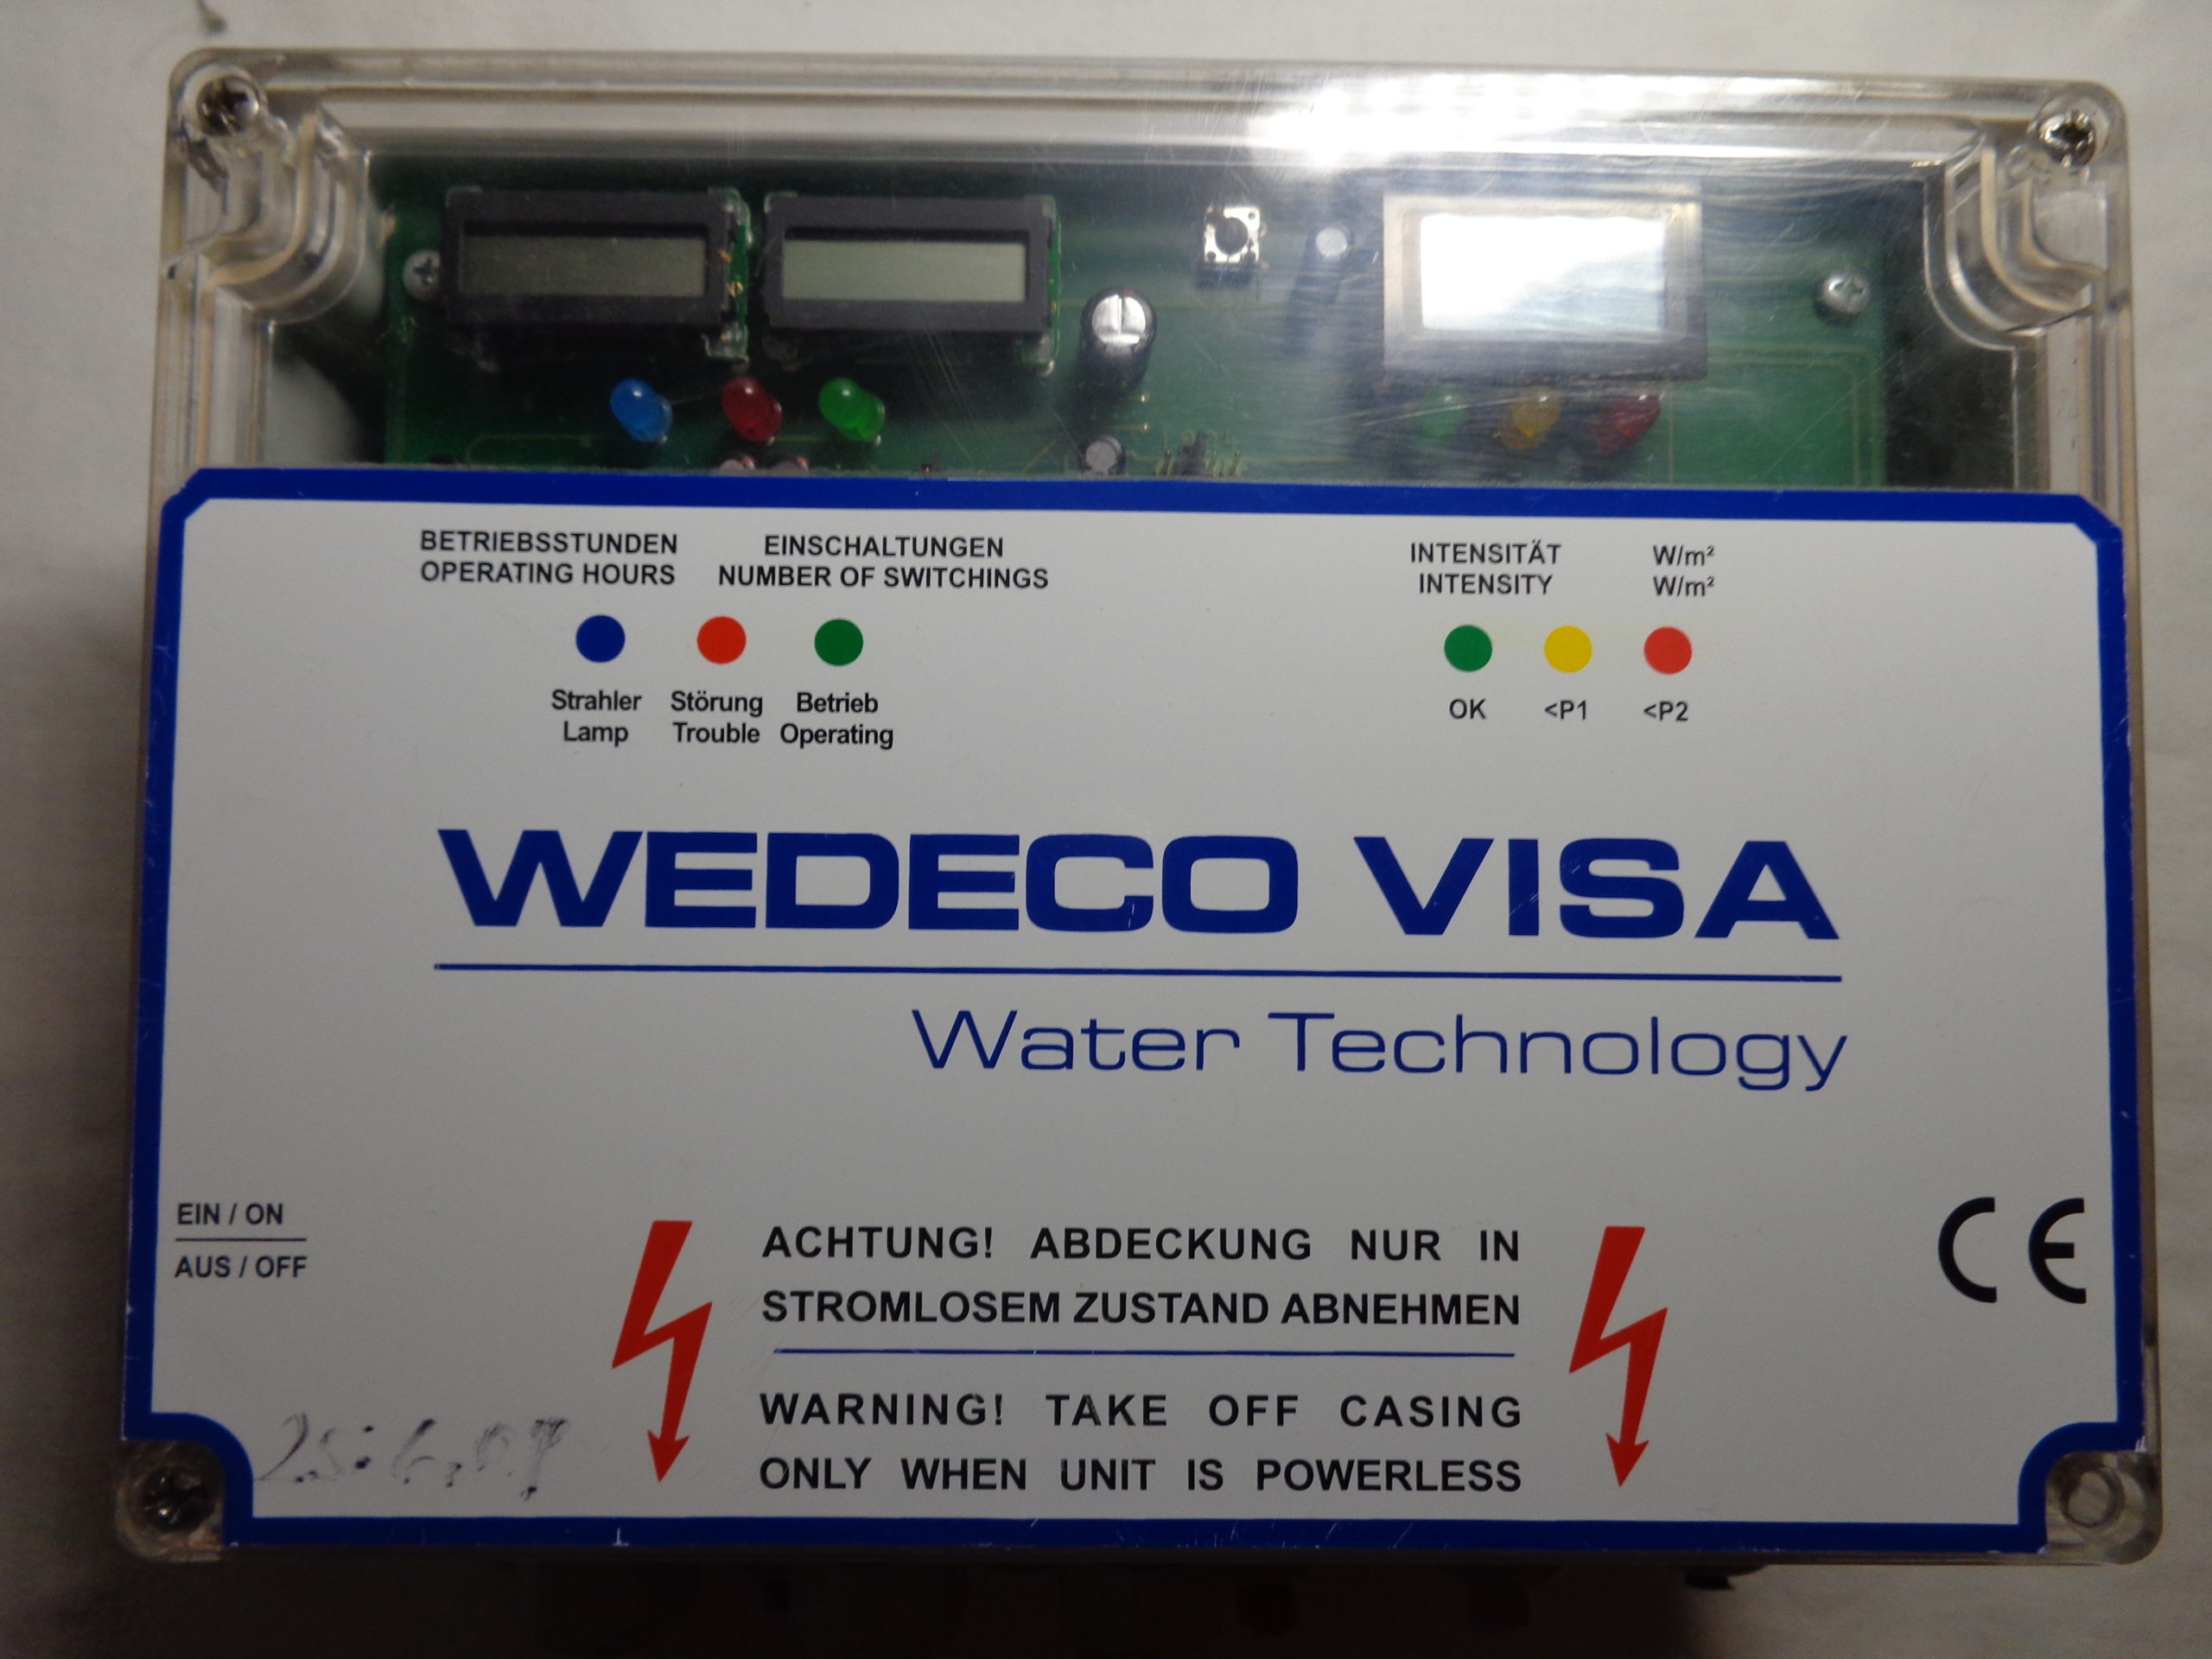 BETRIEBSSTUNDEN
OPERATING HOURS
EINSCHALTUNGEN
NUMBER OF SWITCHINGS
INTENSITÄT W/m²
INTENSITY W/m²
Strahler
Lamp
Störung
Trouble
Betrieb
Operating
OK <P1 <P2
WEDECO VISA
Water Technology
EIN / ON
AUS / OFF
ACHTUNG! ABDECKUNG NUR IN
STROMLOSEM ZUSTAND ABNEHMEN
WARNING! TAKE OFF CASING
ONLY WHEN UNIT IS POWERLESS
CE